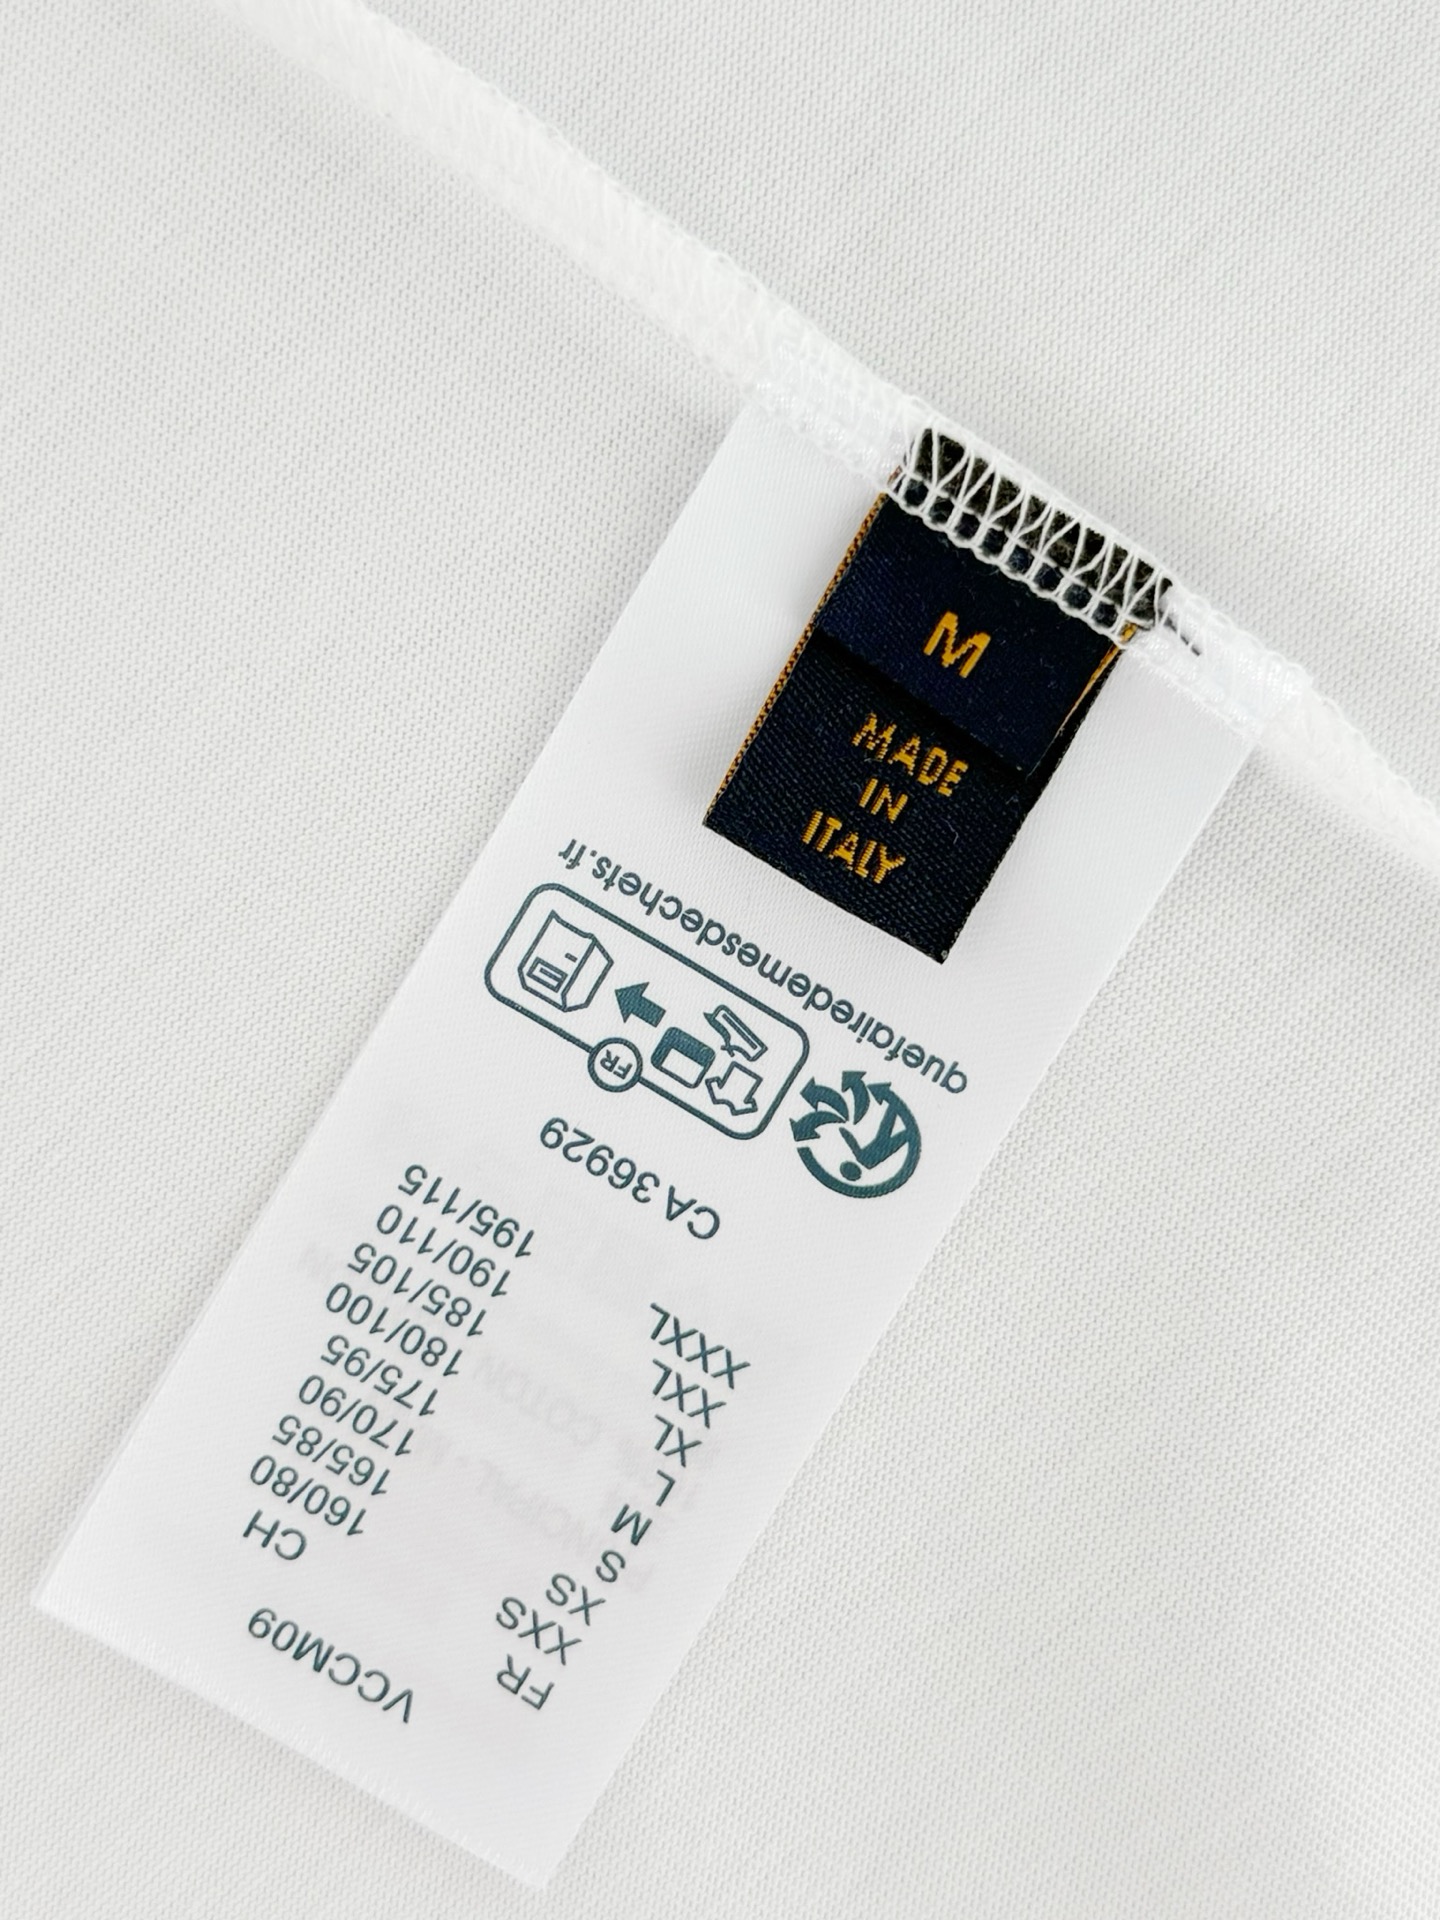 M
MADE
IN
ITALY
VCCM09
FR CH
XXS 160/80
XS 165/85
S 170/90
M 175/95
L 180/100
XL 185/105
XXL 190/110
XXXL 195/115
CA 36929
FR
quefairedemesdechets.fr